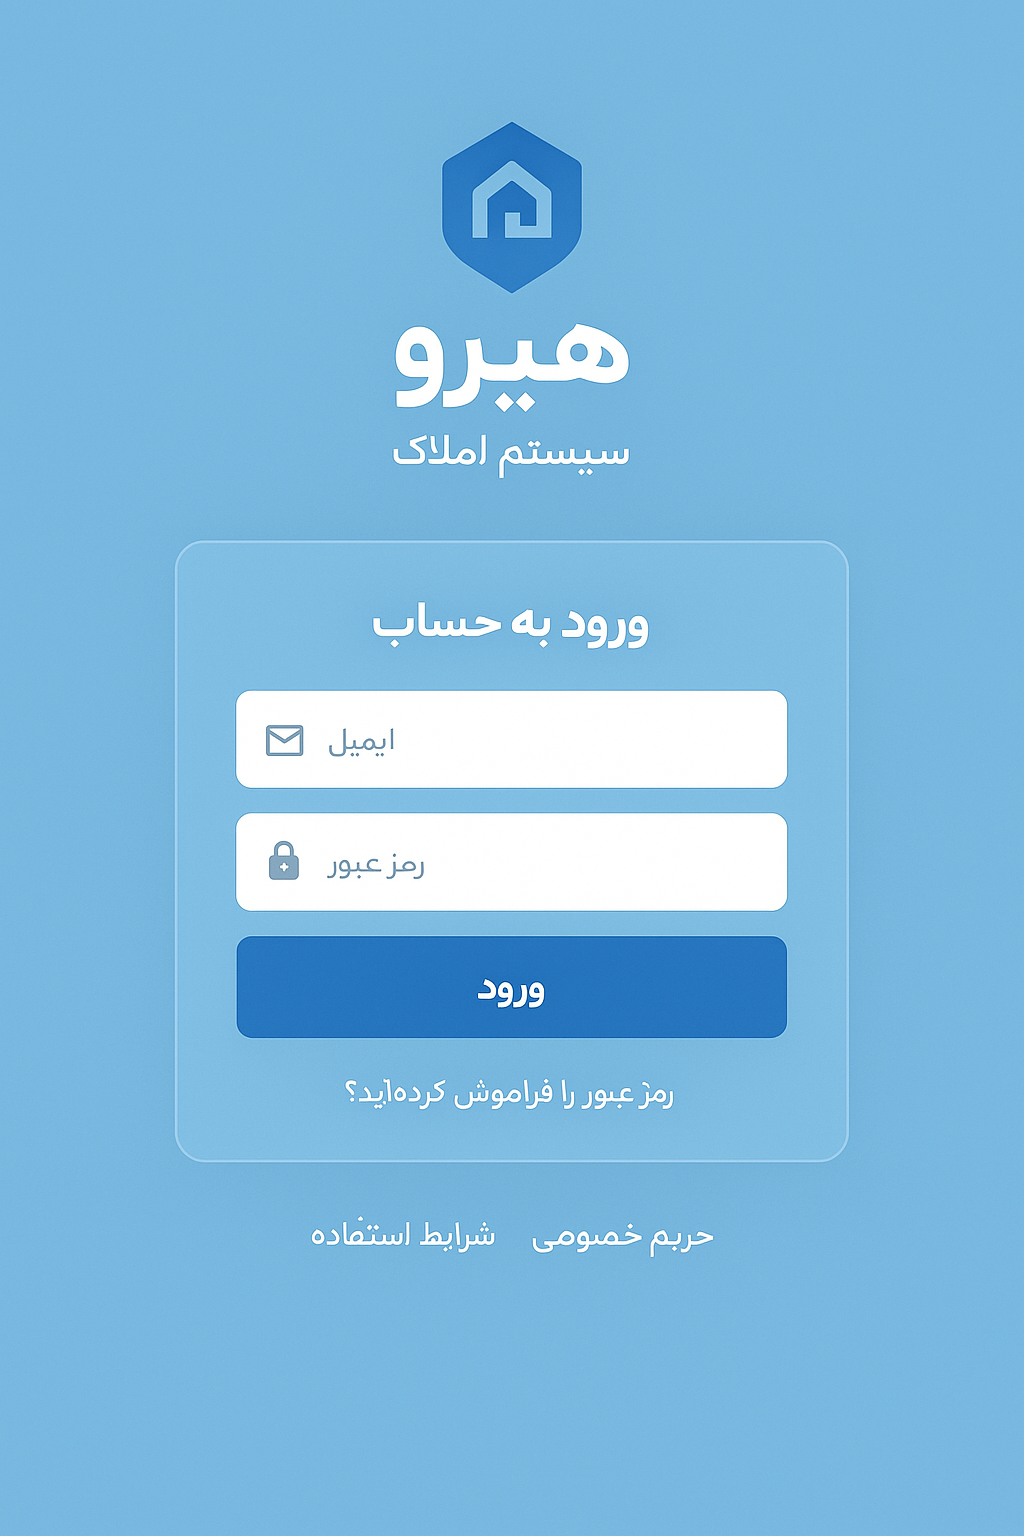 هیرو
سیستم املاک
ورود به حساب
ایمیل
رمز عبور
ورود
رمز عبور را فراموش کرده‌اید؟
حریم خصوصی
شرایط استفاده